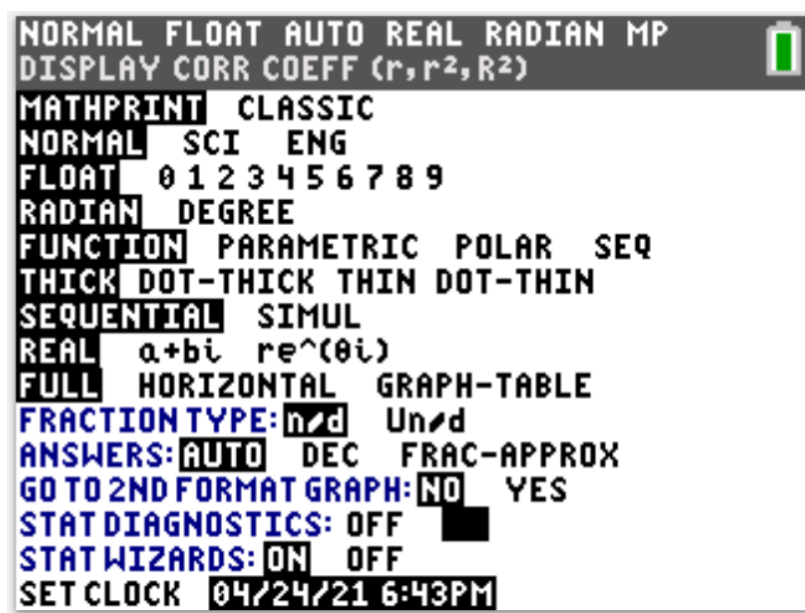 NORMAL FLOAT AUTO REAL RADIAN MP
DISPLAY CORR COEFF (r,r²,R²)
MATHPRINT CLASSIC
NORMAL SCI ENG
FLOAT 0 1 2 3 4 5 6 7 8 9
RADIAN DEGREE
FUNCTION PARAMETRIC POLAR SEQ
THICK DOT-THICK THIN DOT-THIN
SEQUENTIAL SIMUL
REAL a+bi re^(θi)
FULL HORIZONTAL GRAPH-TABLE
FRACTION TYPE: n/d Un/d
ANSWERS: AUTO DEC FRAC-APPROX
GO TO 2ND FORMAT GRAPH: NO YES
STAT DIAGNOSTICS: OFF
STAT WIZARDS: ON OFF
SET CLOCK 04/24/21 6:43PM